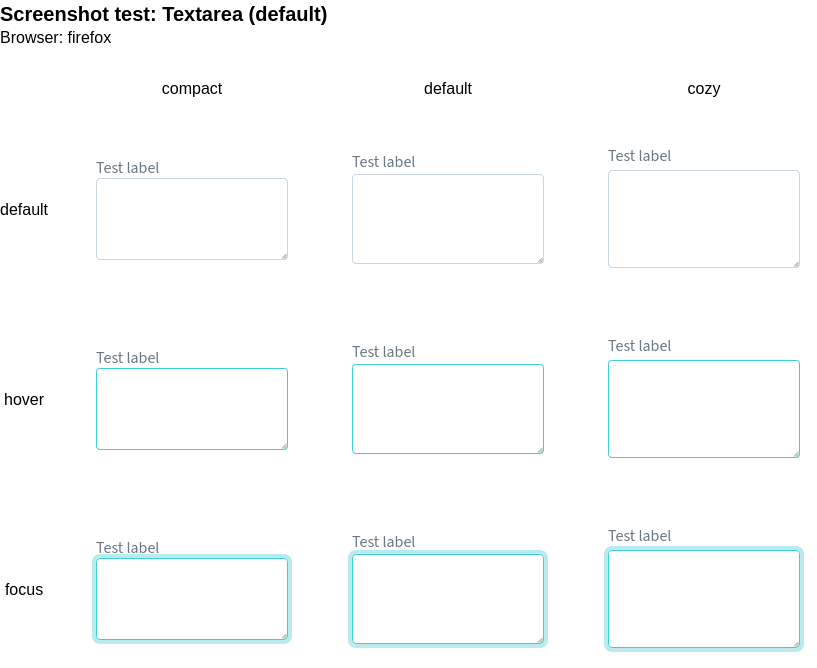 Screenshot test: Textarea (default)
Browser: firefox
compact default cozy
Test label Test label Test label
default
Test label Test label Test label
hover
Test label Test label Test label
focus